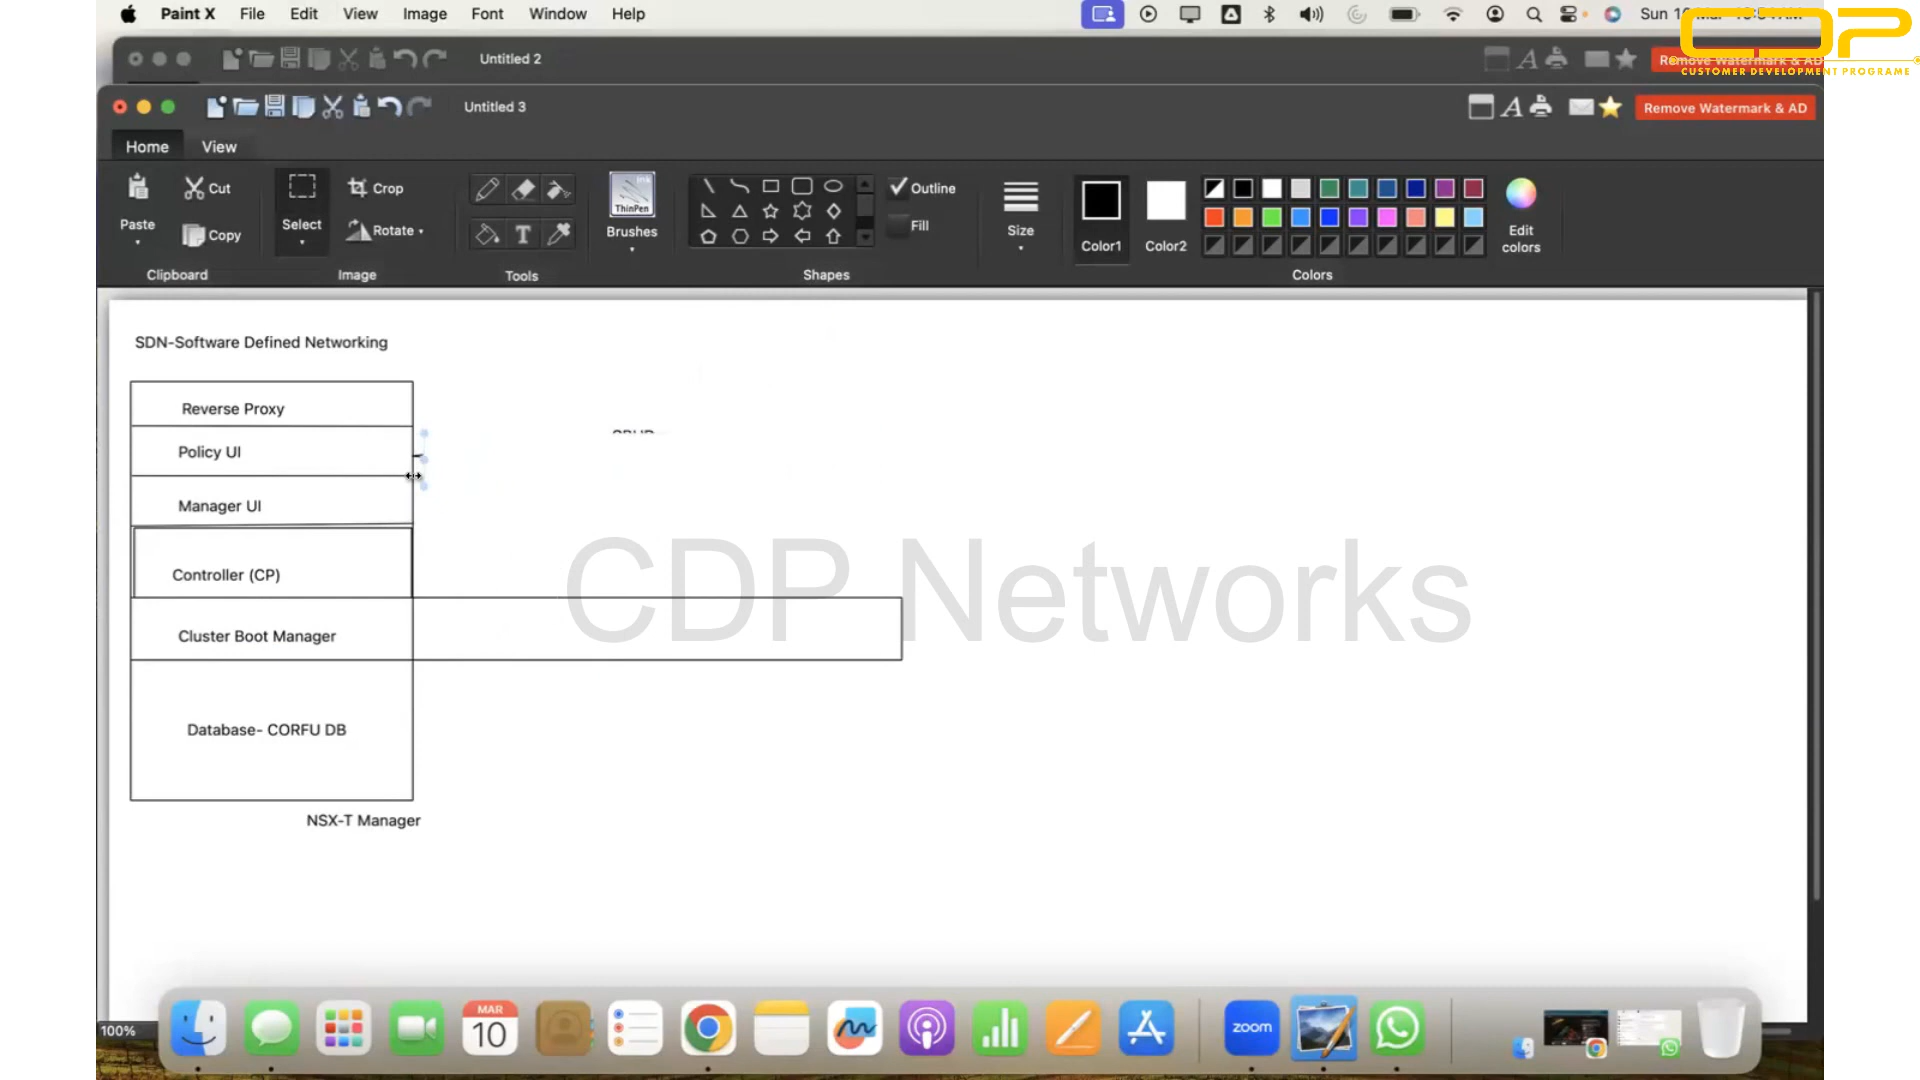 Paint X File Edit View Image Font Window Help
Untitled 2
CDP
CUSTOMER DEVELOPMENT PROGRAME
Untitled 3
Remove Watermark & AD
Home View
Paste
Cut
Copy
Clipboard
Select
Crop
Rotate
Image
T
Tools
ThinPen
Brushes
Outline
Fill
Shapes
Size
Color1
Color2
Edit
colors
Colors
SDN-Software Defined Networking
Reverse Proxy
Policy UI
Manager UI
Controller (CP)
Cluster Boot Manager
Database- CORFU DB
NSX-T Manager
CDP Networks
100%
MAR
10
zoom